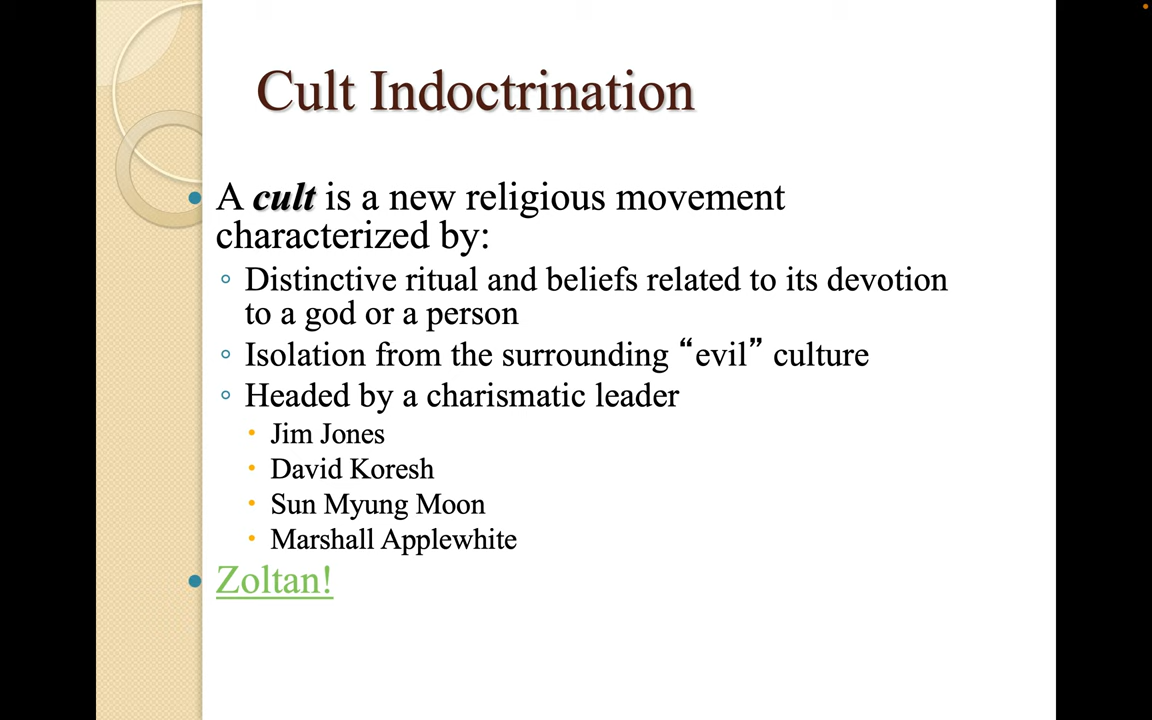 Cult Indoctrination
A cult is a new religious movement
characterized by:
Distinctive ritual and beliefs related to its devotion
to a god or a person
Isolation from the surrounding “evil” culture
Headed by a charismatic leader
Jim Jones
David Koresh
Sun Myung Moon
Marshall Applewhite
Zoltan!